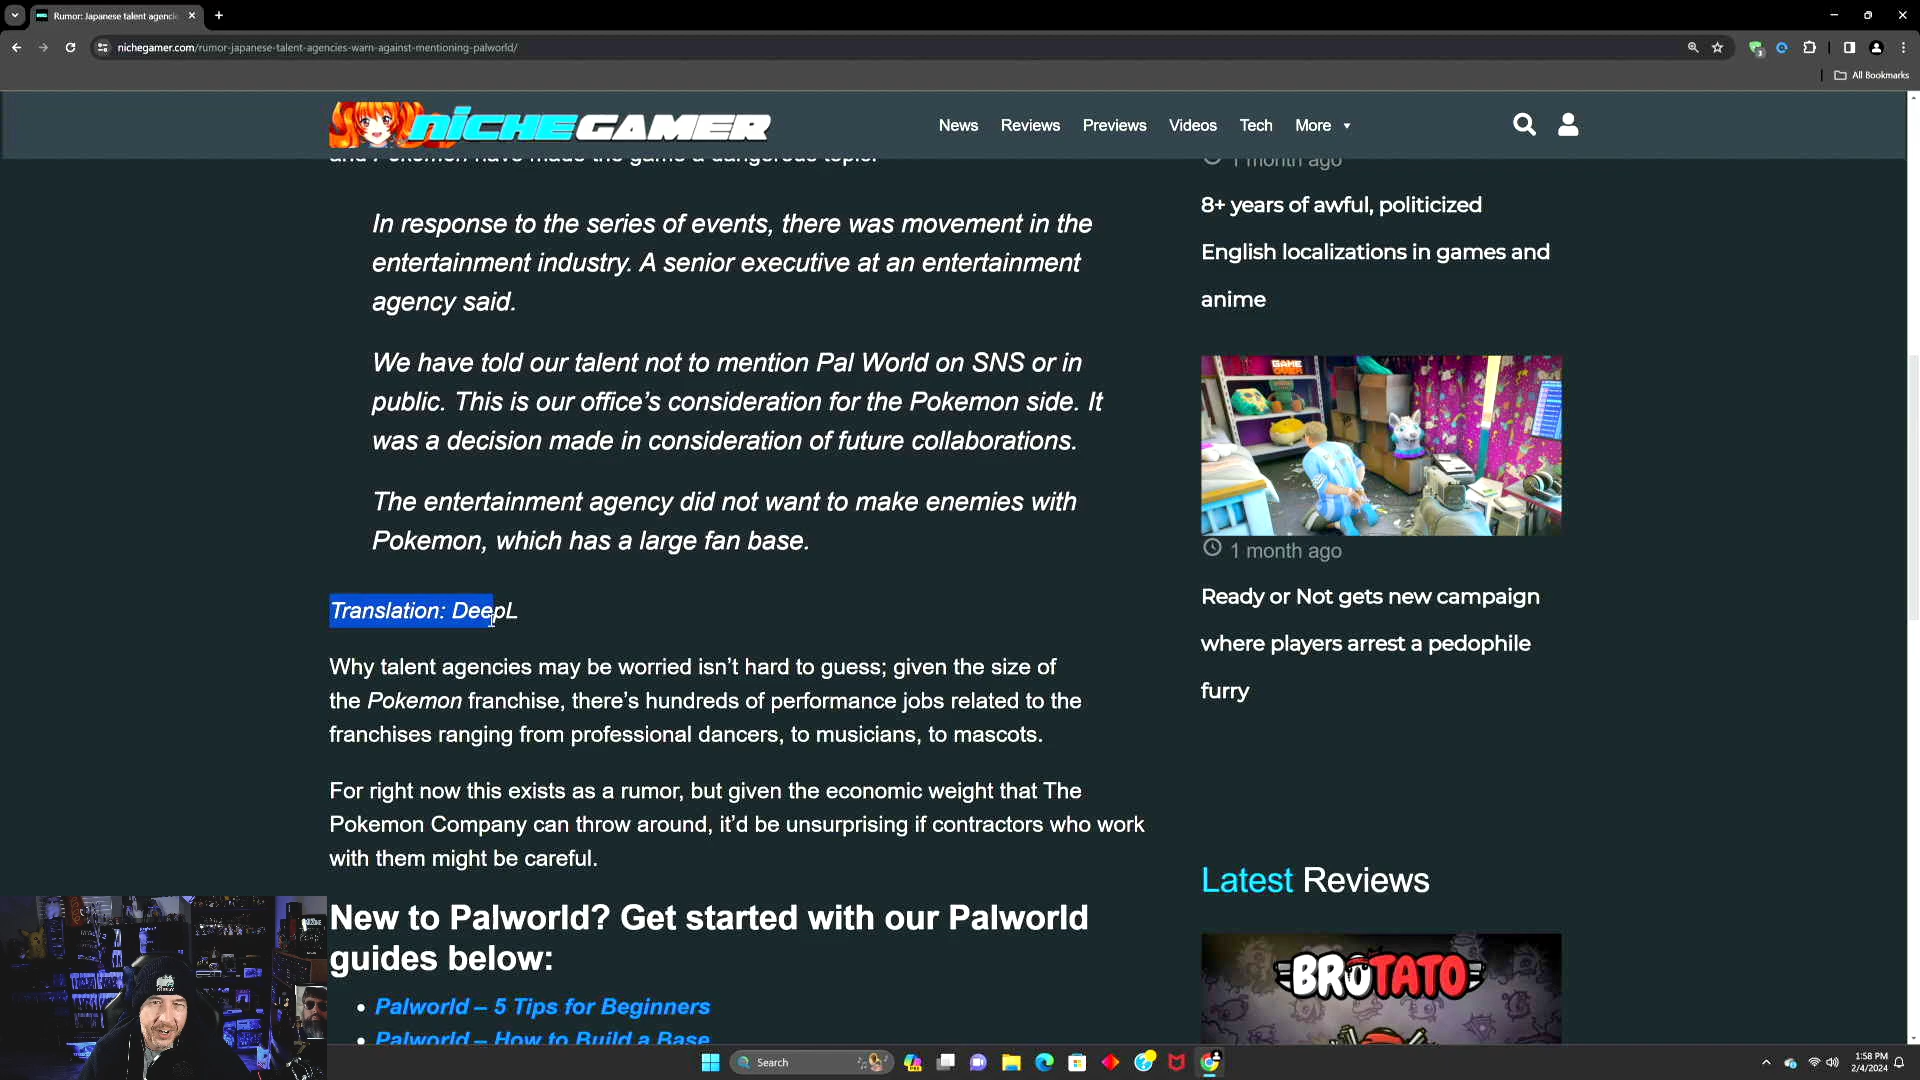 Rumor: Japanese talent agencie
nichegamer.com/rumor-japanese-talent-agencies-warn-against-mentioning-palworld/
All Bookmarks
NICHEGAMER
News
Reviews
Previews
Videos
Tech
More
and Pokemon have made the game a dangerous topic.
In response to the series of events, there was movement in the
entertainment industry. A senior executive at an entertainment
agency said.
We have told our talent not to mention Pal World on SNS or in
public. This is our office's consideration for the Pokemon side. It
was a decision made in consideration of future collaborations.
The entertainment agency did not want to make enemies with
Pokemon, which has a large fan base.
Translation: DeepL
Why talent agencies may be worried isn't hard to guess; given the size of
the Pokemon franchise, there's hundreds of performance jobs related to the
franchises ranging from professional dancers, to musicians, to mascots.
For right now this exists as a rumor, but given the economic weight that The
Pokemon Company can throw around, it'd be unsurprising if contractors who work
with them might be careful.
New to Palworld? Get started with our Palworld
guides below:
• Palworld – 5 Tips for Beginners
• Palworld – How to Build a Base
1 month ago
8+ years of awful, politicized
English localizations in games and
anime
GAME
OVER!
1 month ago
Ready or Not gets new campaign
where players arrest a pedophile
furry
Latest Reviews
BROTATO
Search
1:58 PM
2/4/2024